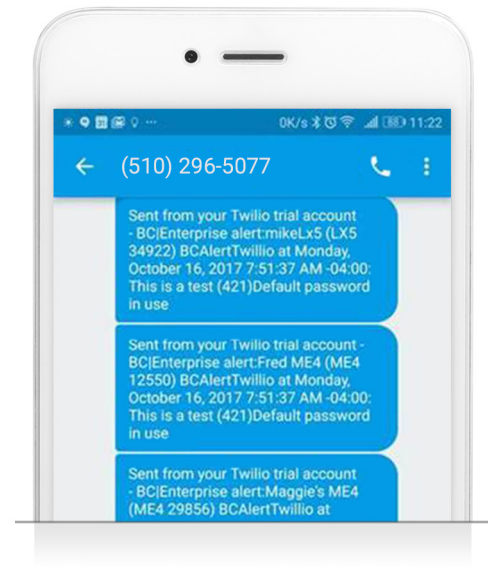 0K/s 88 11:22
(510) 296-5077
Sent from your Twilio trial account
- BC|Enterprise alert:mikeLx5 (LX5
34922) BCAlertTwillio at Monday,
October 16, 2017 7:51:37 AM -04:00:
This is a test (421)Default password
in use
Sent from your Twilio trial account -
BC|Enterprise alert:Fred ME4 (ME4
12550) BCAlertTwillio at Monday,
October 16, 2017 7:51:37 AM -04:00:
This is a test (421)Default password
in use
Sent from your Twilio trial account
- BC|Enterprise alert:Maggie's ME4
(ME4 29856) BCAlertTwillio at